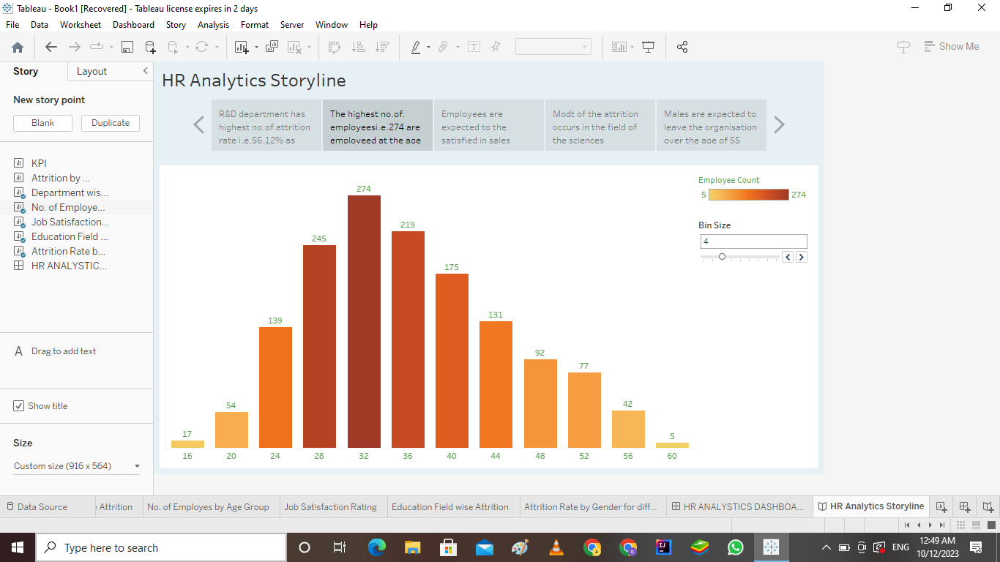 Tableau - Book1 [Recovered] - Tableau license expires in 2 days
File Data Worksheet Dashboard Story Analysis Format Server Window Help
Show Me
Story Layout
New story point
Blank Duplicate
KPI
Attrition by ...
Department wis...
No. of Employe...
Job Satisfaction...
Education Field ...
Attrition Rate b...
HR ANALYSTIC...
A Drag to add text
Show title
Size
Custom size (916 x 564)
HR Analytics Storyline
R&D department has
highest no.of.attrition
rate i.e.56.12% as
The highest no.of.
employeesi.e.274 are
employeed at the age
Employees are
expected to the
satisfied in sales
Modt of the attrition
occurs in the field of
the sciences
Males are expected to
leave the organisation
over the age of 55
Employee Count
5 274
Bin Size
4
17 54 139 245 274 219 175 131 92 77 42 5
16 20 24 28 32 36 40 44 48 52 56 60
Data Source
Attrition
No. of Employes by Age Group
Job Satisfaction Rating
Education Field wise Attrition
Attrition Rate by Gender for diff...
HR ANALYSTICS DASHBOA...
HR Analytics Storyline
Type here to search
ENG
12:49 AM
10/12/2023